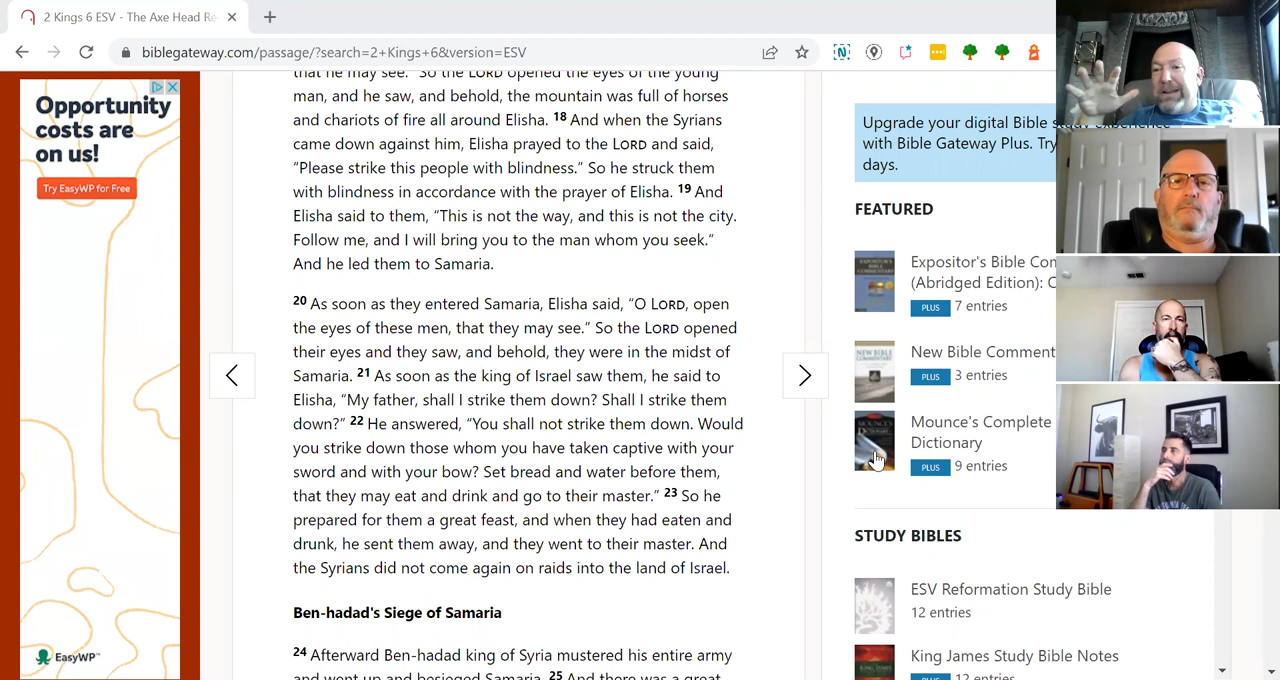 2 Kings 6 ESV - The Axe Head Re
biblegateway.com/passage/?search=2+Kings+6&version=ESV
Opportunity
costs are
on us!
Try EasyWP for Free
EasyWP
that he may see." So the LORD opened the eyes of the young
man, and he saw, and behold, the mountain was full of horses
and chariots of fire all around Elisha. 18 And when the Syrians
came down against him, Elisha prayed to the LORD and said,
"Please strike this people with blindness." So he struck them
with blindness in accordance with the prayer of Elisha. 19 And
Elisha said to them, "This is not the way, and this is not the city.
Follow me, and I will bring you to the man whom you seek."
And he led them to Samaria.
20 As soon as they entered Samaria, Elisha said, "O LORD, open
the eyes of these men, that they may see." So the LORD opened
their eyes and they saw, and behold, they were in the midst of
Samaria. 21 As soon as the king of Israel saw them, he said to
Elisha, "My father, shall I strike them down? Shall I strike them
down?" 22 He answered, "You shall not strike them down. Would
you strike down those whom you have taken captive with your
sword and with your bow? Set bread and water before them,
that they may eat and drink and go to their master." 23 So he
prepared for them a great feast, and when they had eaten and
drunk, he sent them away, and they went to their master. And
the Syrians did not come again on raids into the land of Israel.
Ben-hadad's Siege of Samaria
24 Afterward Ben-hadad king of Syria mustered his entire army
and went up and besieged Samaria. 25 And there was a great
Upgrade your digital Bible study experience
with Bible Gateway Plus. Try
days.
FEATURED
Expositor's Bible Com
(Abridged Edition): C
PLUS 7 entries
New Bible Comment
PLUS 3 entries
Mounce's Complete
Dictionary
PLUS 9 entries
STUDY BIBLES
ESV Reformation Study Bible
12 entries
King James Study Bible Notes
PLUS 12 entries